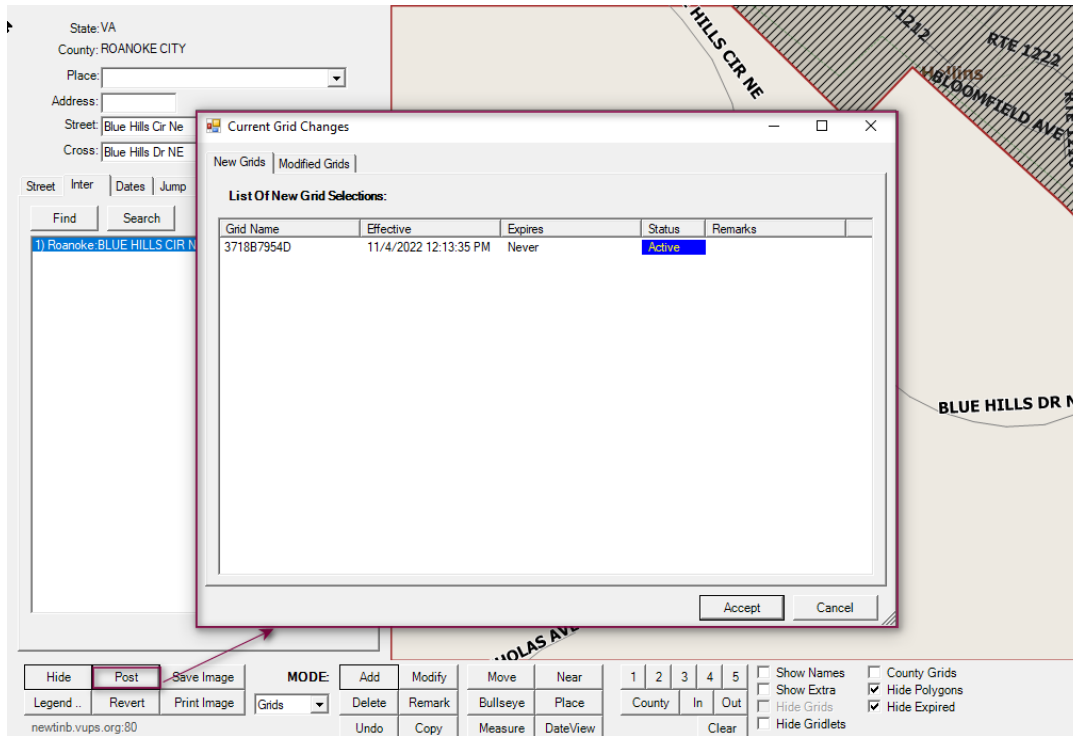 State: VA
County: ROANOKE CITY
Place:
Address:
Street: Blue Hills Cir Ne
Cross: Blue Hills Dr NE
Street Inter Dates Jump
Find Search
1) Roanoke:BLUE HILLS CIR N
HILLS CIR NE
1212
RTE 1222
Hollins
BLOOMFIELD AVE
Current Grid Changes
New Grids Modified Grids
List Of New Grid Selections:
Grid Name Effective Expires Status Remarks
3718B7954D 11/4/2022 12:13:35 PM Never Active
Accept Cancel
BLUE HILLS DR N
HOLAS AV
Hide Post Save Image MODE: Add Modify Move Near 1 2 3 4 5 Show Names County Grids
Show Extra Hide Polygons
Legend .. Revert Print Image Grids Delete Remark Bullseye Place County In Out Hide Grids Hide Expired
newtinb.vups.org:80 Undo Copy Measure DateView Clear Hide Gridlets